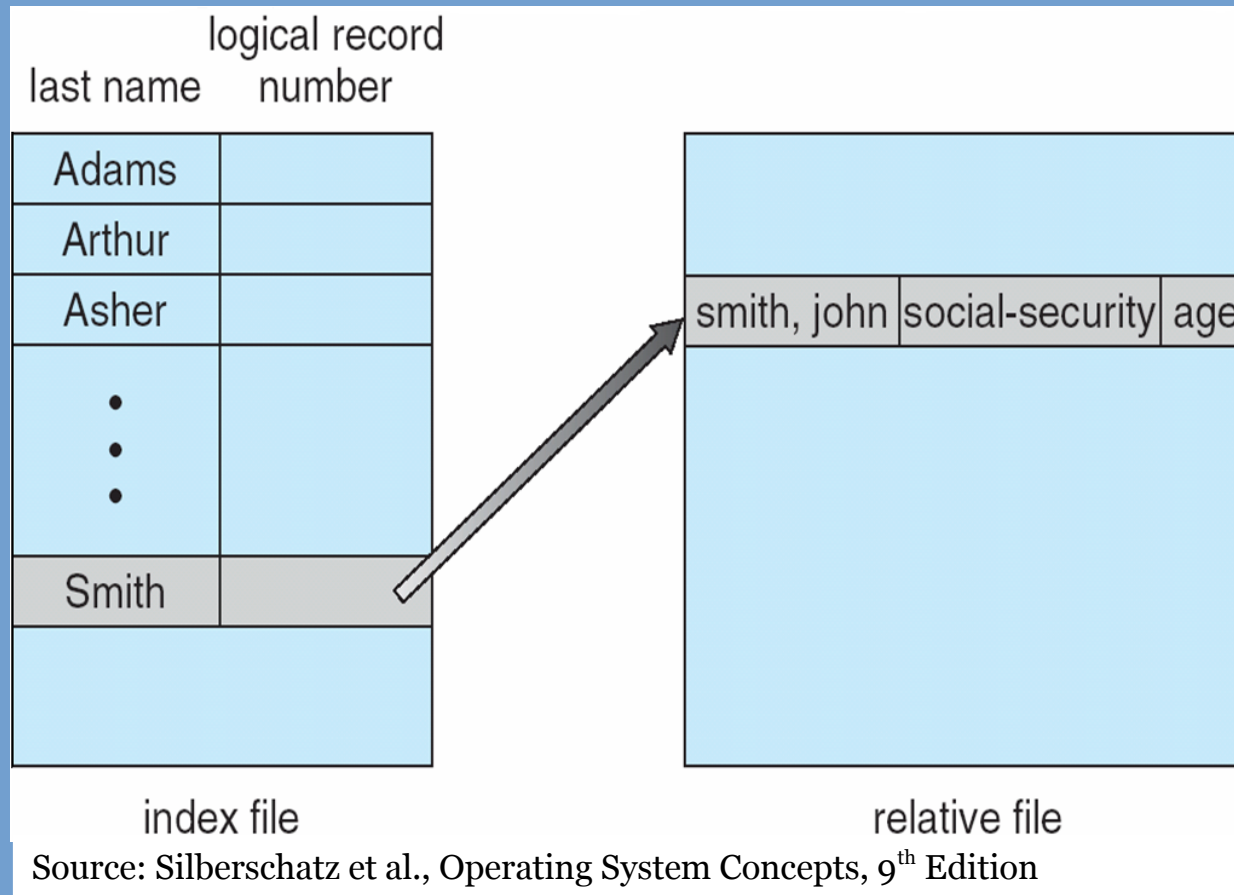 logical record
last name number
Adams
Arthur
Asher
Smith
smith, john social-security age
index file relative file
Source: Silberschatz et al., Operating System Concepts, 9th Edition